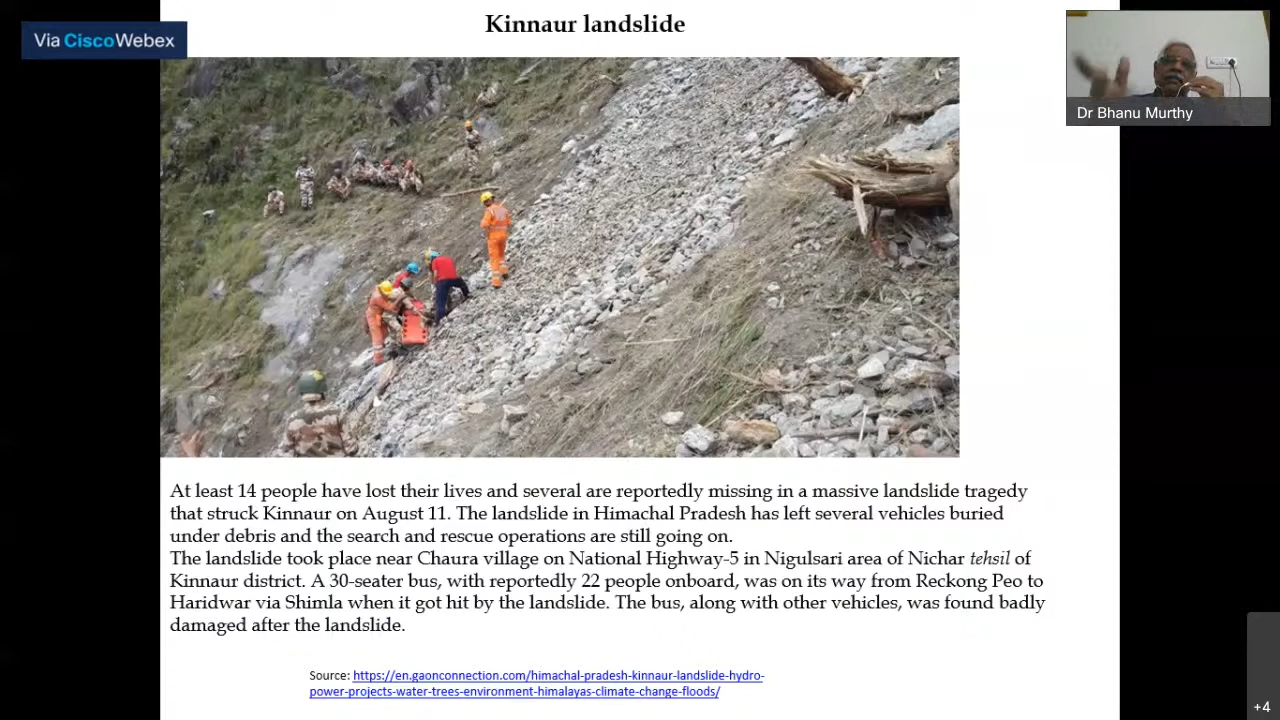 Kinnaur landslide
Via CiscoWebex
Dr Bhanu Murthy
At least 14 people have lost their lives and several are reportedly missing in a massive landslide tragedy
that struck Kinnaur on August 11. The landslide in Himachal Pradesh has left several vehicles buried
under debris and the search and rescue operations are still going on.
The landslide took place near Chaura village on National Highway-5 in Nigulsari area of Nichar tehsil of
Kinnaur district. A 30-seater bus, with reportedly 22 people onboard, was on its way from Reckong Peo to
Haridwar via Shimla when it got hit by the landslide. The bus, along with other vehicles, was found badly
damaged after the landslide.
Source: https://en.gaonconnection.com/himachal-pradesh-kinnaur-landslide-hydro-
power-projects-water-trees-environment-himalayas-climate-change-floods/
+4